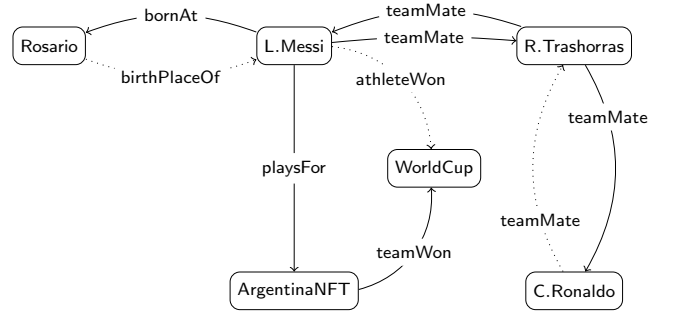 teamMate
bornAt
teamMate
Rosario
L.Messi
R.Trashorras
birthPlaceOf
athleteWon
teamMate
playsFor
WorldCup
teamMate
teamWon
ArgentinaNFT
C.Ronaldo